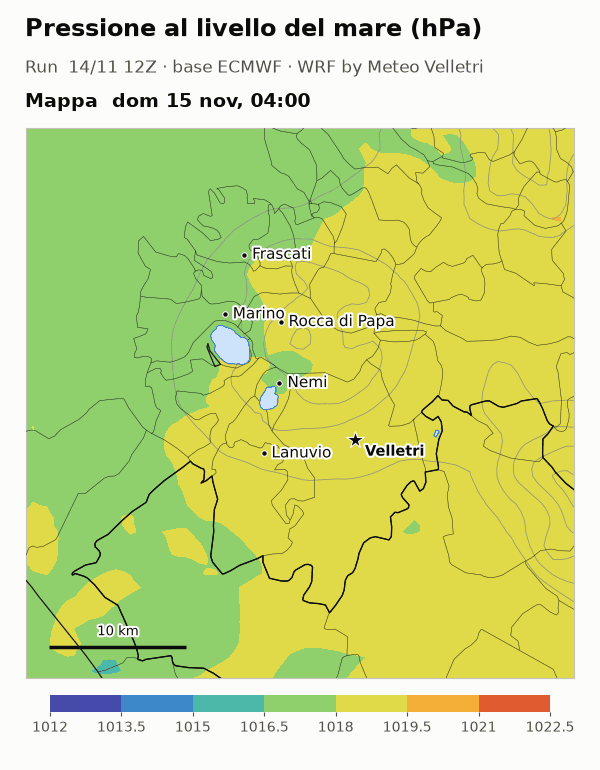 Pressione al livello del mare (hPa)
Run 14/11 12Z · base ECMWF · WRF by Meteo Velletri
Mappa dom 15 nov, 04:00
Frascati
Marino
Rocca di Papa
Nemi
Velletri
Lanuvio
10 km
1012 1013.5 1015 1016.5 1018 1019.5 1021 1022.5